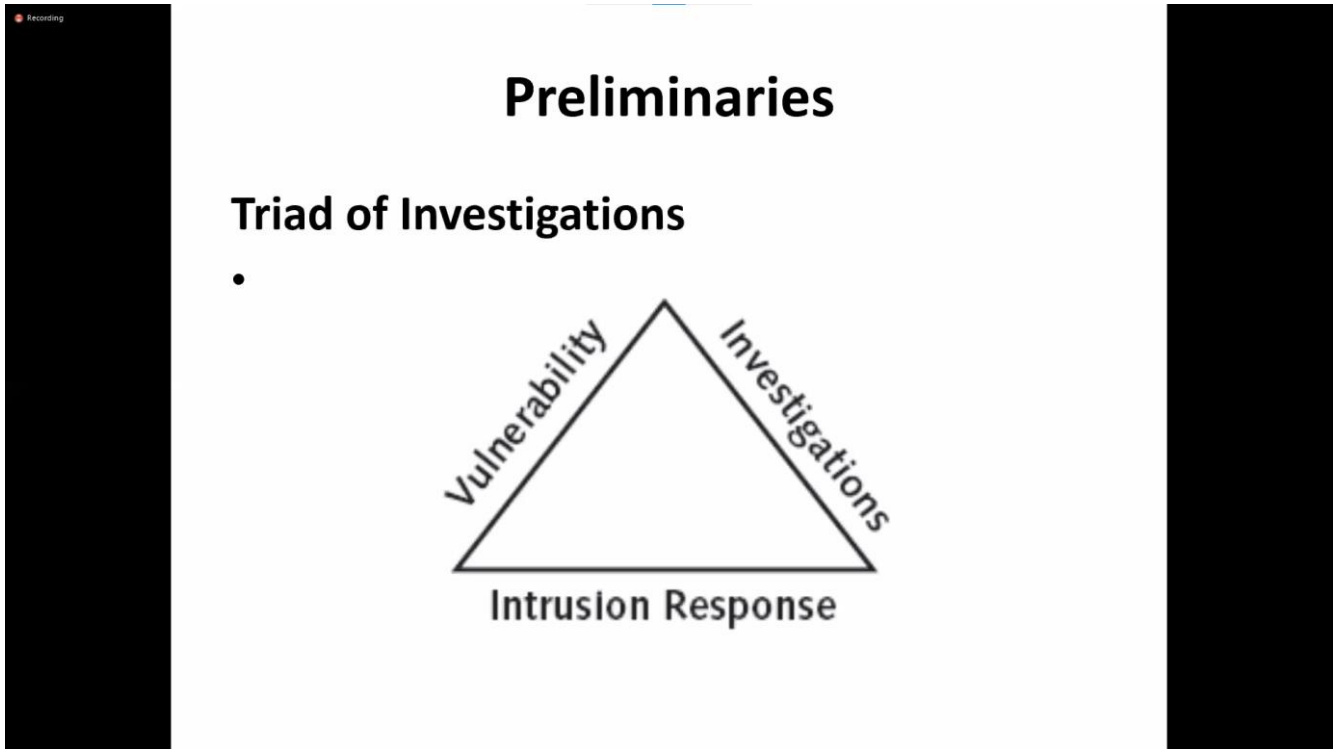 Recording
Preliminaries
Triad of Investigations
•
Vulnerability
Investigations
Intrusion Response